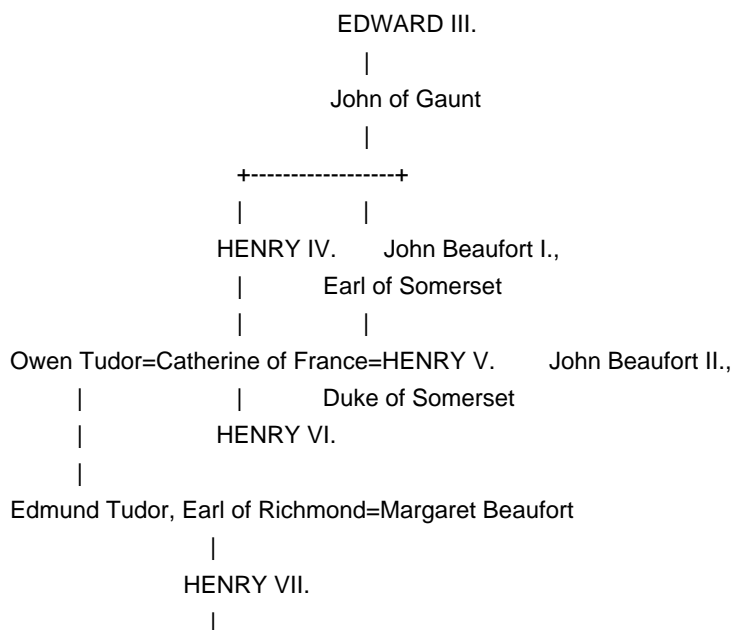 EDWARD III.
|
John of Gaunt
|
+------------------+
| |
HENRY IV. John Beaufort I.,
| Earl of Somerset
| |
Owen Tudor=Catherine of France=HENRY V. John Beaufort II.,
| | Duke of Somerset
| HENRY VI.
|
Edmund Tudor, Earl of Richmond=Margaret Beaufort
|
HENRY VII.
|